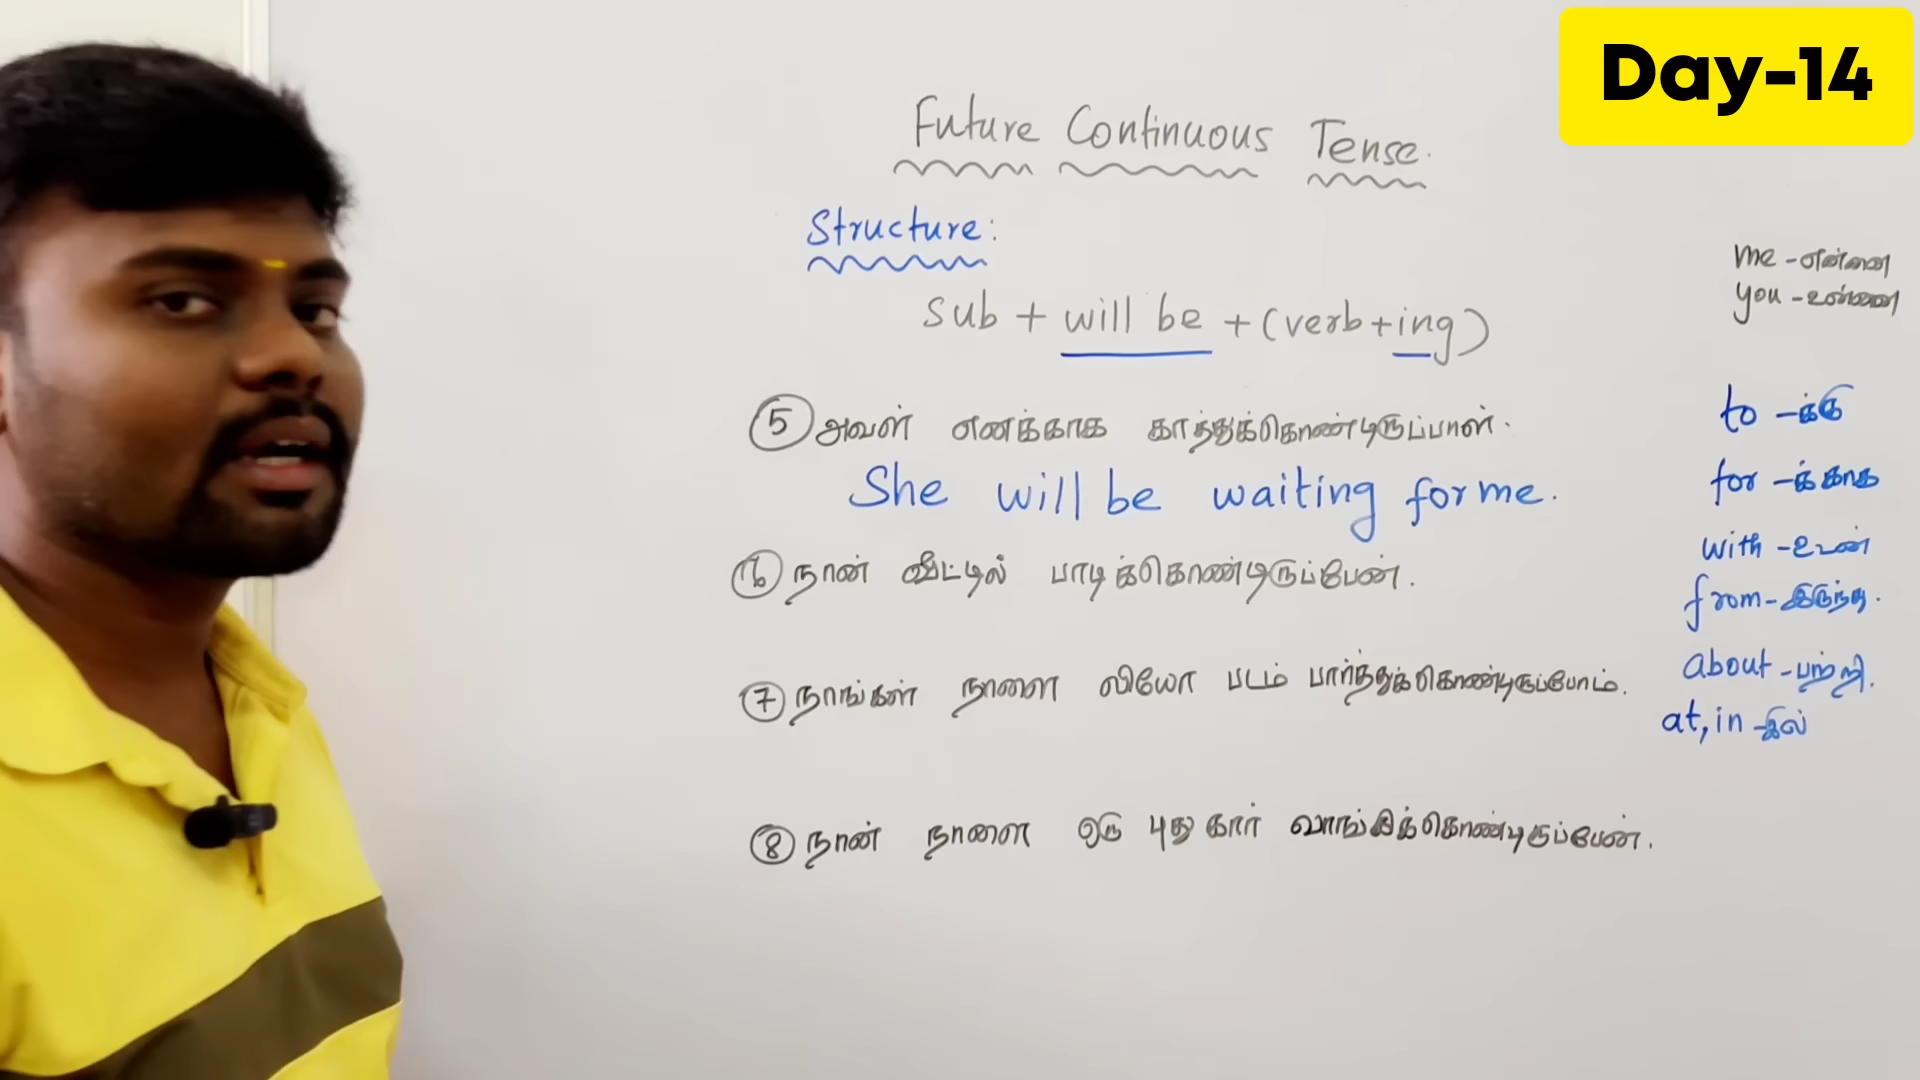 Day-14
Future Continuous Tense.
Structure:
sub + will be + (verb+ing)
me - என்னை
you - உன்னை
5 அவள் எனக்காக காத்துக்கொண்டிருப்பாள்.
She will be waiting for me.
6 நான் வீட்டில் பாடிக்கொண்டிருப்பேன்.
7 நாங்கள் நாளை லியோ படம் பார்த்துக்கொண்டிருப்போம்.
8 நான் நாளை ஒரு புது கார் வாங்கிக்கொண்டிருப்பேன்.
to - க்கு
for - க்காக
with - உடன்
from - இருந்து.
about - பற்றி.
at, in - இல்